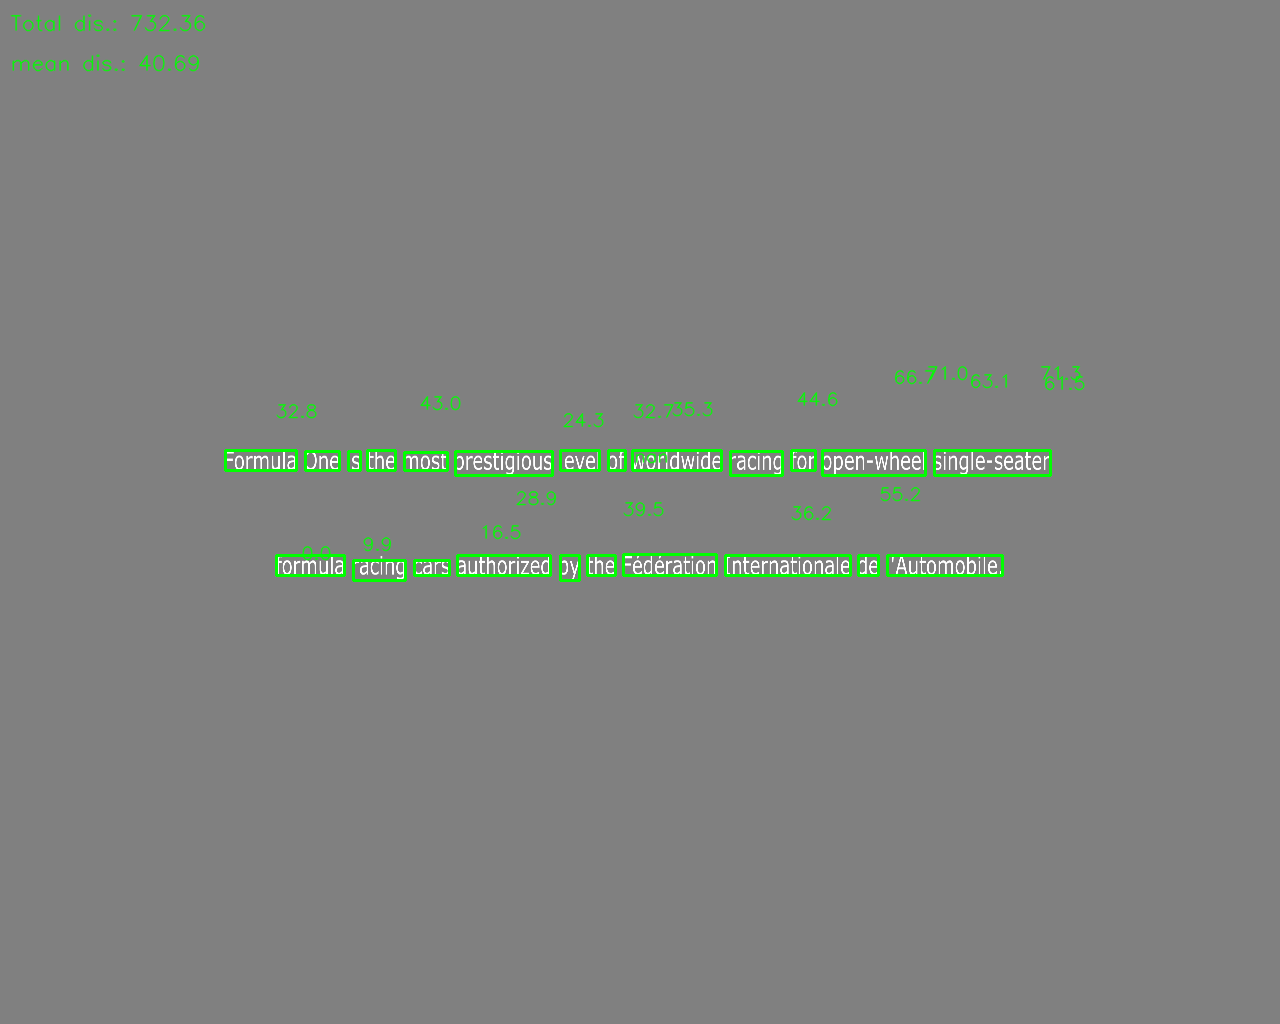 Total dis.: 732.36
mean dis.: 40.69
71.0 71.3
66.7 63.1 61.5
44.6
43.0
32.8 32.7 35.3
24.3
Formula One is the most prestigious level of worldwide racing for open-wheel single-seater
28.9 55.2
39.5 36.2
16.5
9.9
0.0
formula racing cars authorized by the Fédération Internationale de l'Automobile.